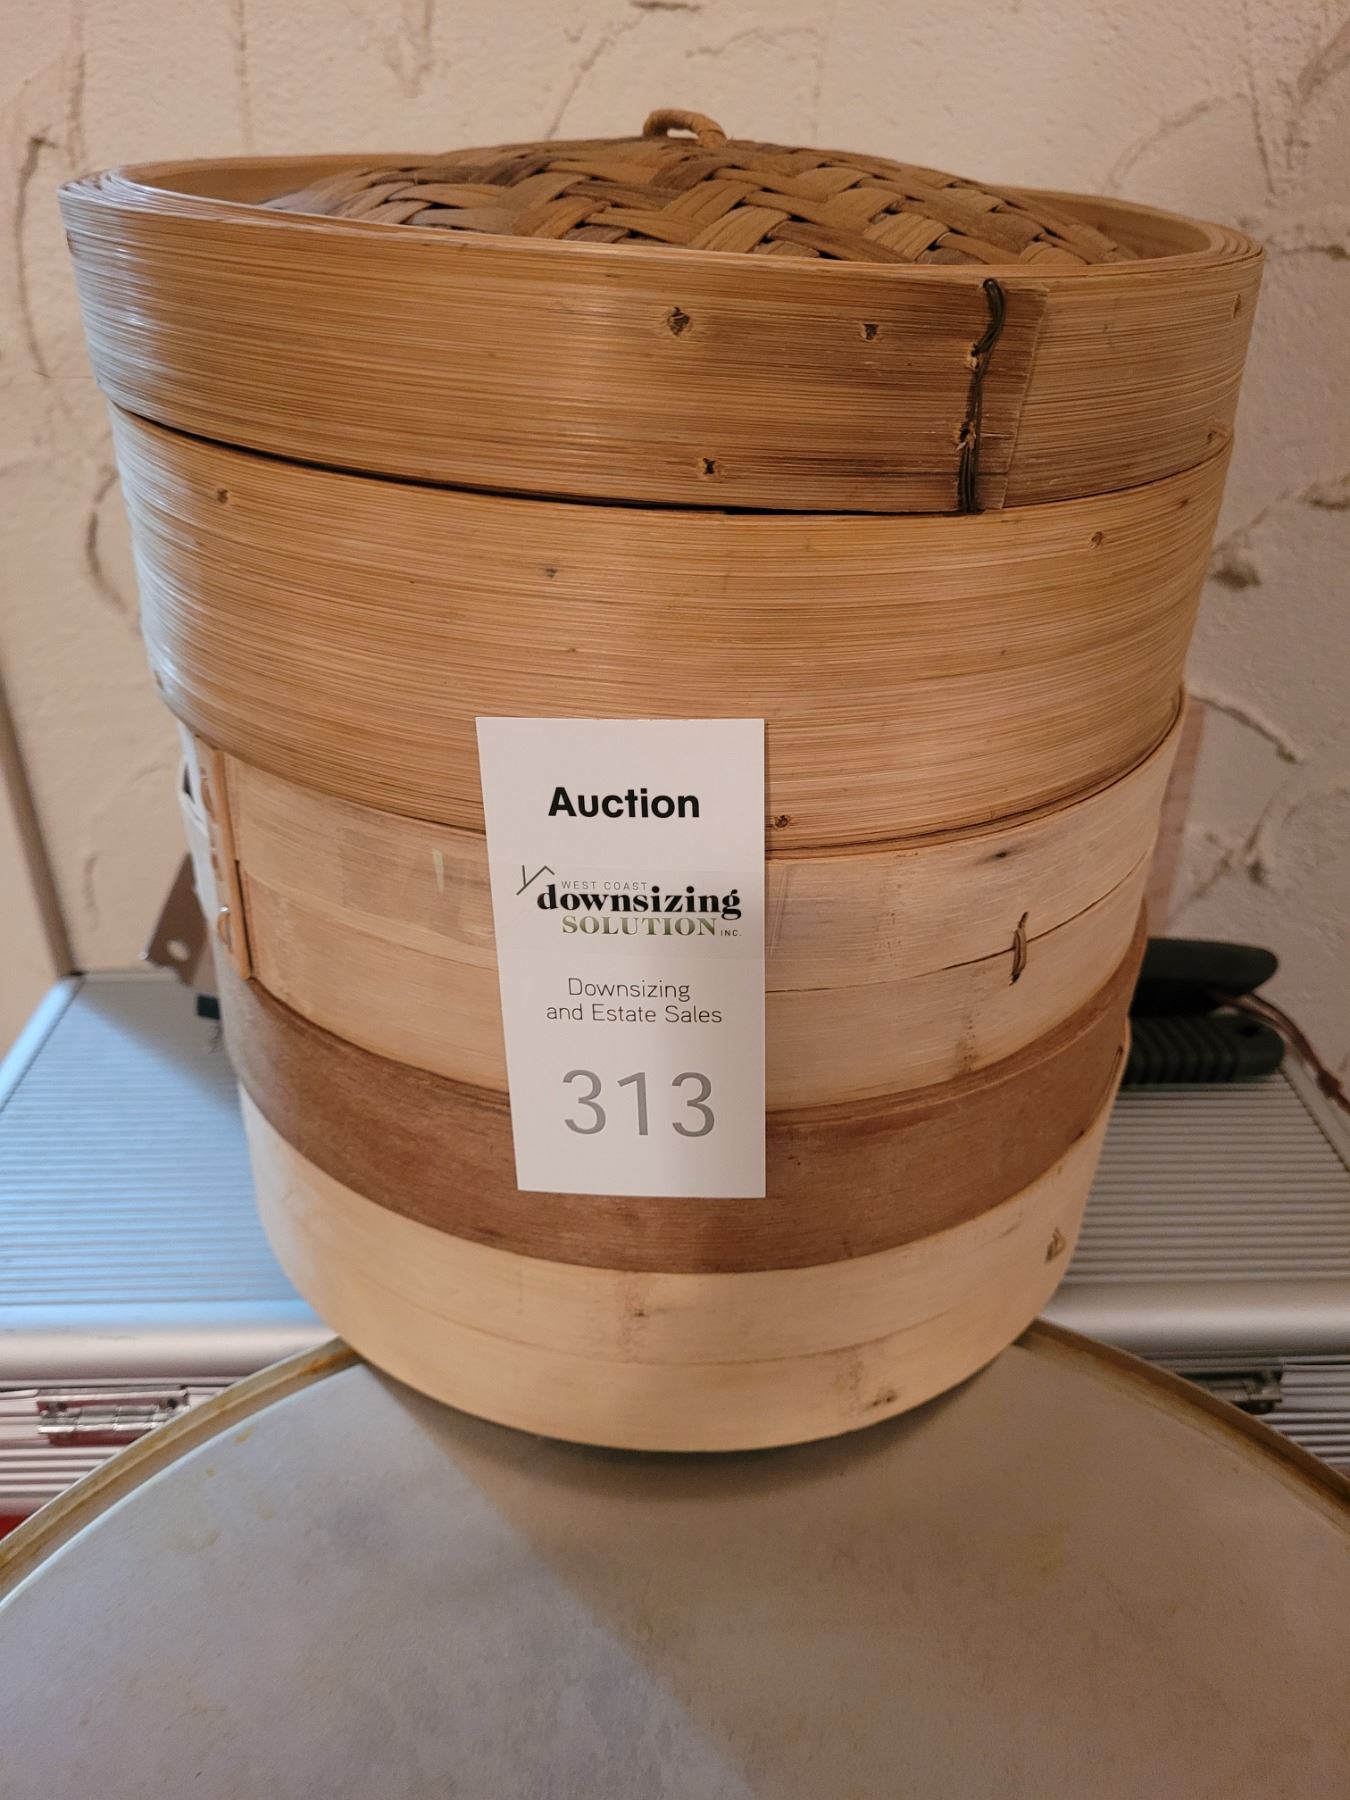 Auction
WEST COAST
downsizing
SOLUTION INC.
Downsizing
and Estate Sales
313